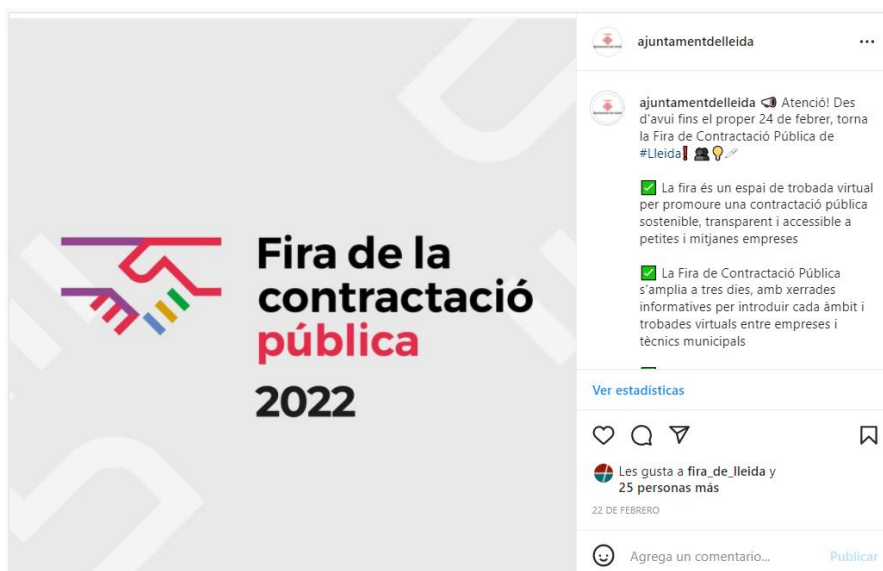 Fira de la
contractació
pública
2022
ajuntamentdelleida
ajuntamentdelleida 📢 Atenció! Des
d'avui fins el proper 24 de febrer, torna
la Fira de Contractació Pública de
#Lleida❗👥💡🖊
✅ La fira és un espai de trobada virtual
per promoure una contractació pública
sostenible, transparent i accessible a
petites i mitjanes empreses
✅ La Fira de Contractació Pública
s'amplia a tres dies, amb xerrades
informatives per introduir cada àmbit i
trobades virtuals entre empreses i
tècnics municipals
Ver estadísticas
Les gusta a fira_de_lleida y
25 personas más
22 DE FEBRERO
Agrega un comentario...
Publicar